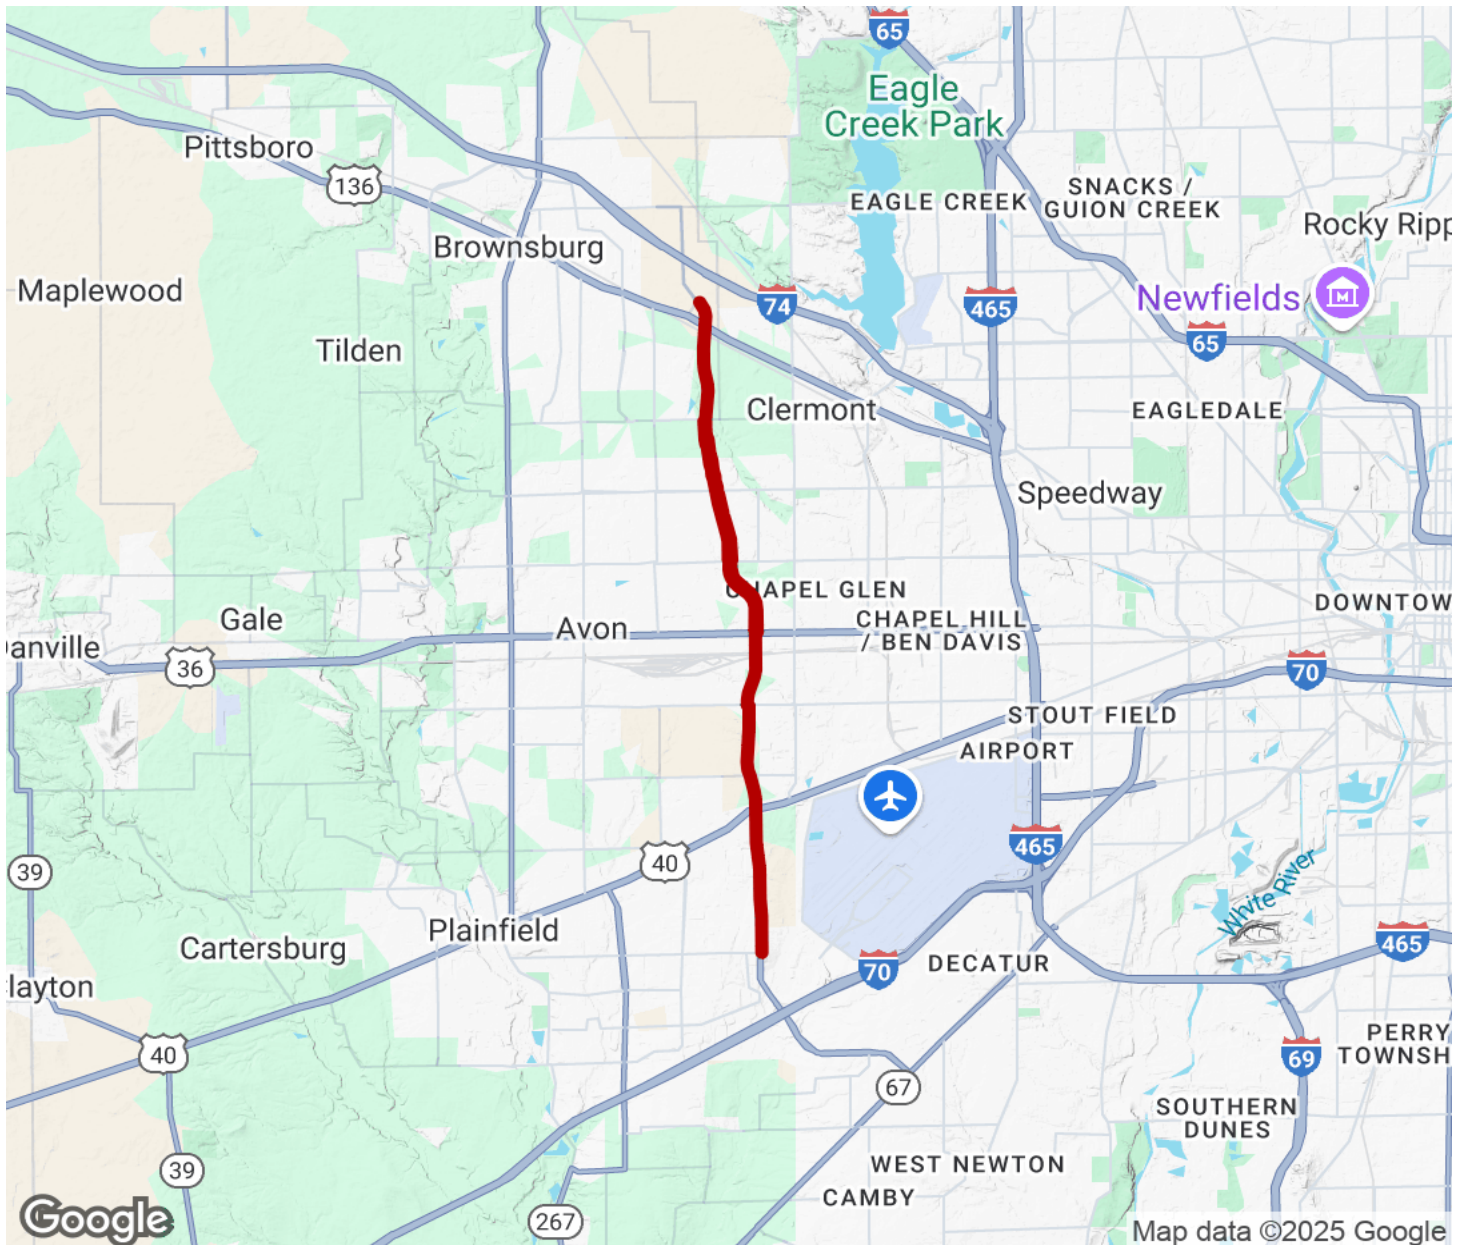 65
Eagle
Creek Park
Pittsboro
136
EAGLE CREEK
SNACKS /
GUION CREEK
Rocky Ripp
Brownsburg
Maplewood
74
465
Newfields
M
65
Tilden
Clermont
EAGLEDALE
Speedway
CHAPEL GLEN
DOWNTOW
Gale
Avon
CHAPEL HILL
/ BEN DAVIS
Danville
36
70
STOUT FIELD
AIRPORT
465
40
39
White River
Plainfield
Cartersburg
465
70
DECATUR
layton
40
PERRY
TOWNSH
69
67
SOUTHERN
DUNES
39
WEST NEWTON
CAMBY
267
Google
Map data ©2025 Google